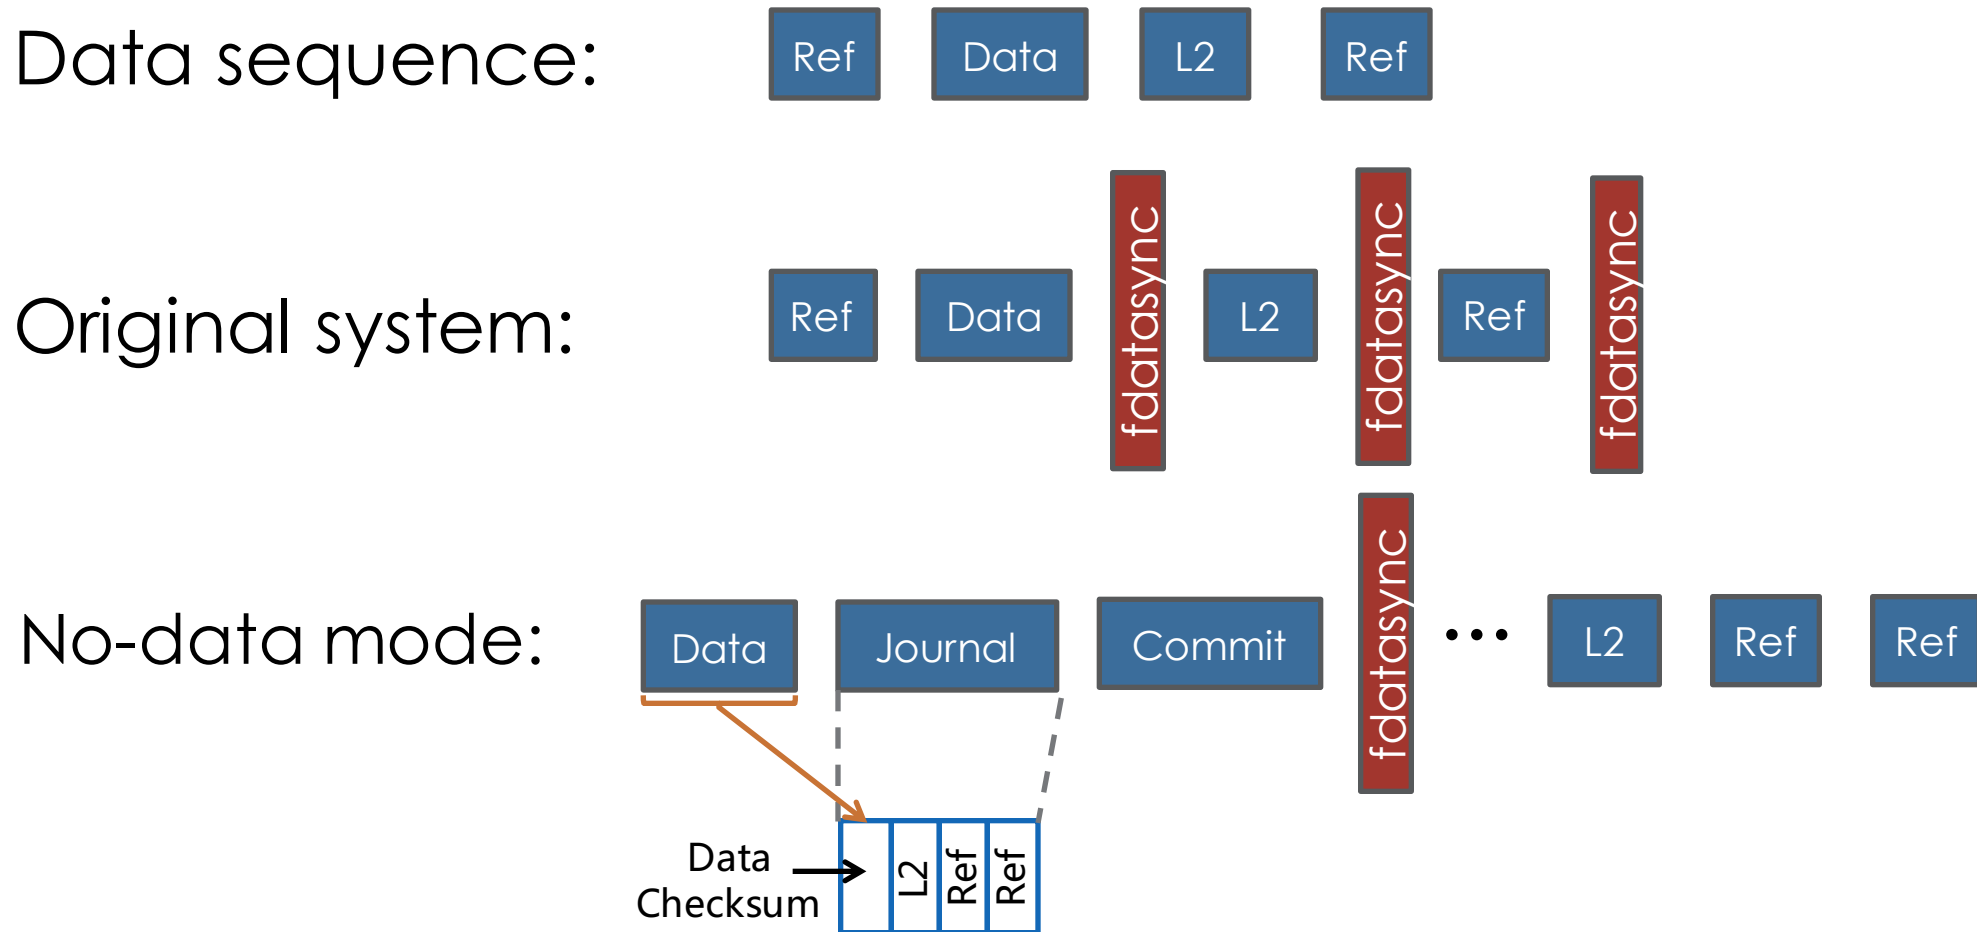 Data sequence:
Ref
Data
L2
Ref
Original system:
Ref
Data
fdatasync
L2
fdatasync
Ref
fdatasync
No-data mode:
Data
Journal
Commit
fdatasync
...
L2
Ref
Ref
Data
Checksum
L2
Ref
Ref